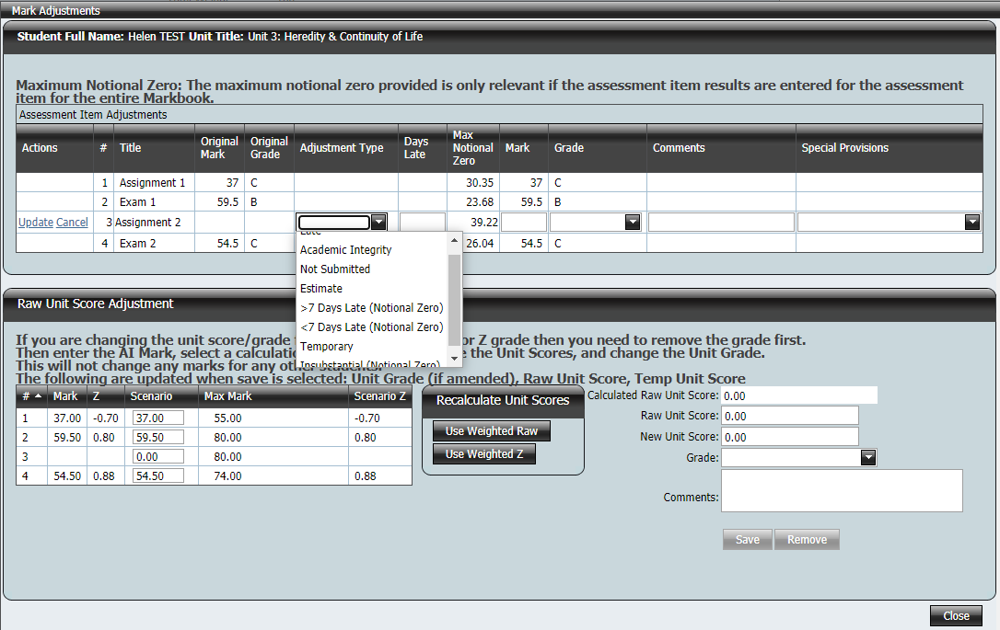 Mark Adjustments
Student Full Name: Helen TEST Unit Title: Unit 3: Heredity & Continuity of Life
Maximum Notional Zero: The maximum notional zero provided is only relevant if the assessment item results are entered for the assessment
item for the entire Markbook.
Assessment Item Adjustments
Actions # Title Original Mark Original Grade Adjustment Type Days Late Max Notional Zero Mark Grade Comments Special Provisions
1 Assignment 1 37 C 30.35 37 C
2 Exam 1 59.5 B 23.68 59.5 B
Update Cancel 3 Assignment 2 39.22
4 Exam 2 54.5 C 26.04 54.5 C
Late
Academic Integrity
Not Submitted
Estimate
>7 Days Late (Notional Zero)
<7 Days Late (Notional Zero)
Temporary
Insubstantial (Notional Zero)
Raw Unit Score Adjustment
If you are changing the unit score/grade or Z grade then you need to remove the grade first.
Then enter the AI Mark, select a calculation the Unit Scores, and change the Unit Grade.
This will not change any marks for any other students.
The following are updated when save is selected: Unit Grade (if amended), Raw Unit Score, Temp Unit Score
# Mark Z Scenario Max Mark Scenario Z
1 37.00 -0.70 37.00 55.00 -0.70
2 59.50 0.80 59.50 80.00 0.80
3 0.00 80.00
4 54.50 0.88 54.50 74.00 0.88
Recalculate Unit Scores
Use Weighted Raw
Use Weighted Z
Calculated Raw Unit Score: 0.00
Raw Unit Score: 0.00
New Unit Score: 0.00
Grade:
Comments:
Save Remove
Close